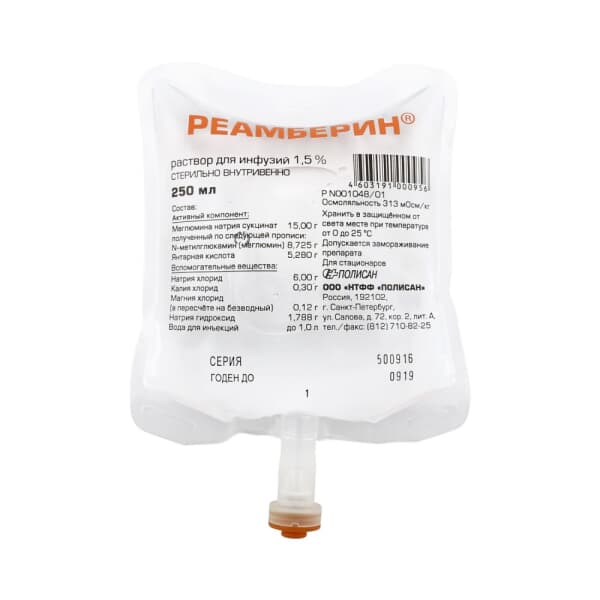 РЕАМБЕРИН®
раствор для инфузий 1,5 %
СТЕРИЛЬНО ВНУТРИВЕННО
250 мл
Состав:
Активный компонент:
Меглюмина натрия сукцинат 15,00 г
полученный по следующей прописи:
N-метилглюкамин (меглюмин) 8,725 г
Янтарная кислота 5,280 г
Вспомогательные вещества:
Натрия хлорид 6,00 г
Калия хлорид 0,30 г
Магния хлорид
(в пересчёте на безводный) 0,12 г
Натрия гидроксид 1,788 г
Вода для инъекций до 1,0 л
4 603191 000956
Р N001048/01
Осмоляльность 313 мОсм/кг
Хранить в защищённом от
света месте при температуре
от 0 до 25 °C
Допускается замораживание
препарата
Для стационаров
ПОЛИСАН
ООО «НТФФ «ПОЛИСАН»
Россия, 192102,
г. Санкт-Петербург,
ул. Салова, д. 72, кор. 2, лит. А,
тел./факс: (812) 710-82-25
СЕРИЯ 500916
ГОДЕН ДО 0919
1